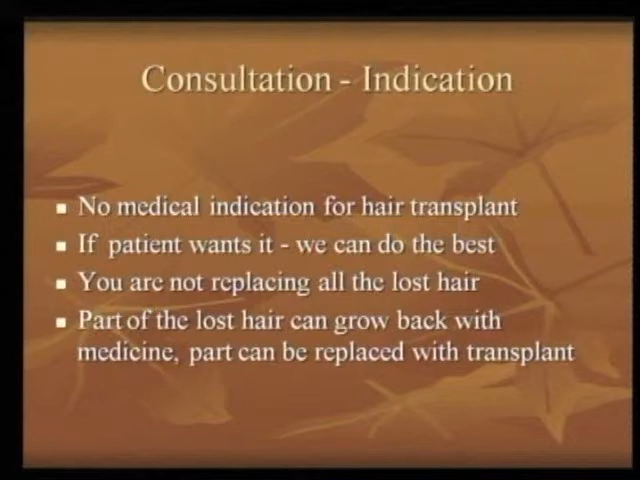 Consultation - Indication
No medical indication for hair transplant
If patient wants it - we can do the best
You are not replacing all the lost hair
Part of the lost hair can grow back with
medicine, part can be replaced with transplant